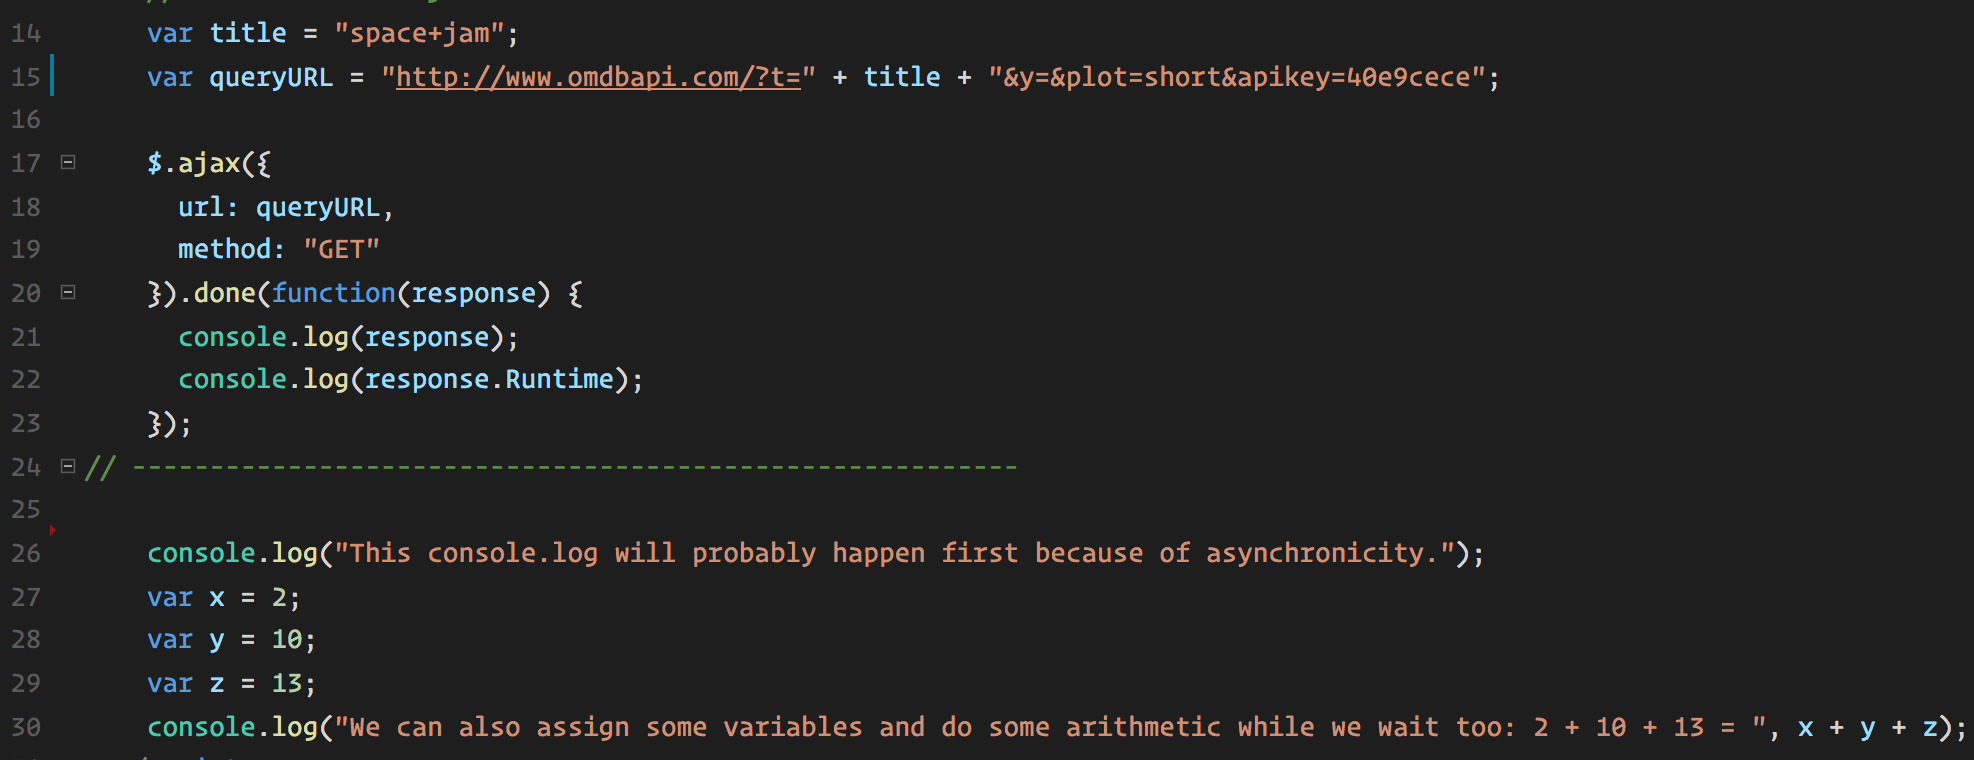 14 var title = "space+jam";
15 var queryURL = "http://www.omdbapi.com/?t=" + title + "&y=&plot=short&apikey=40e9cece";
16
17 $.ajax({
18 url: queryURL,
19 method: "GET"
20 }).done(function(response) {
21 console.log(response);
22 console.log(response.Runtime);
23 });
24 // ---------------------------------------------------------
25
26 console.log("This console.log will probably happen first because of asynchronicity.");
27 var x = 2;
28 var y = 10;
29 var z = 13;
30 console.log("We can also assign some variables and do some arithmetic while we wait too: 2 + 10 + 13 = ", x + y + z);